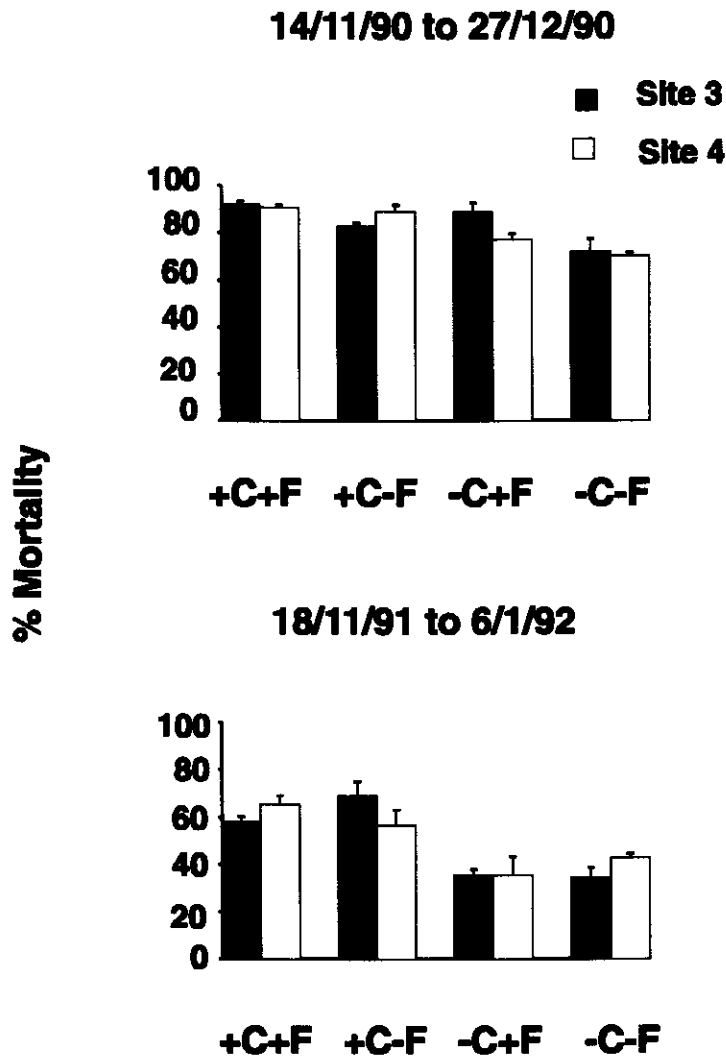 14/11/90 to 27/12/90
Site 3
Site 4
100
80
60
40
20
0
+C+F +C-F -C+F -C-F
% Mortality
18/11/91 to 6/1/92
100
80
60
40
20
0
+C+F +C-F -C+F -C-F